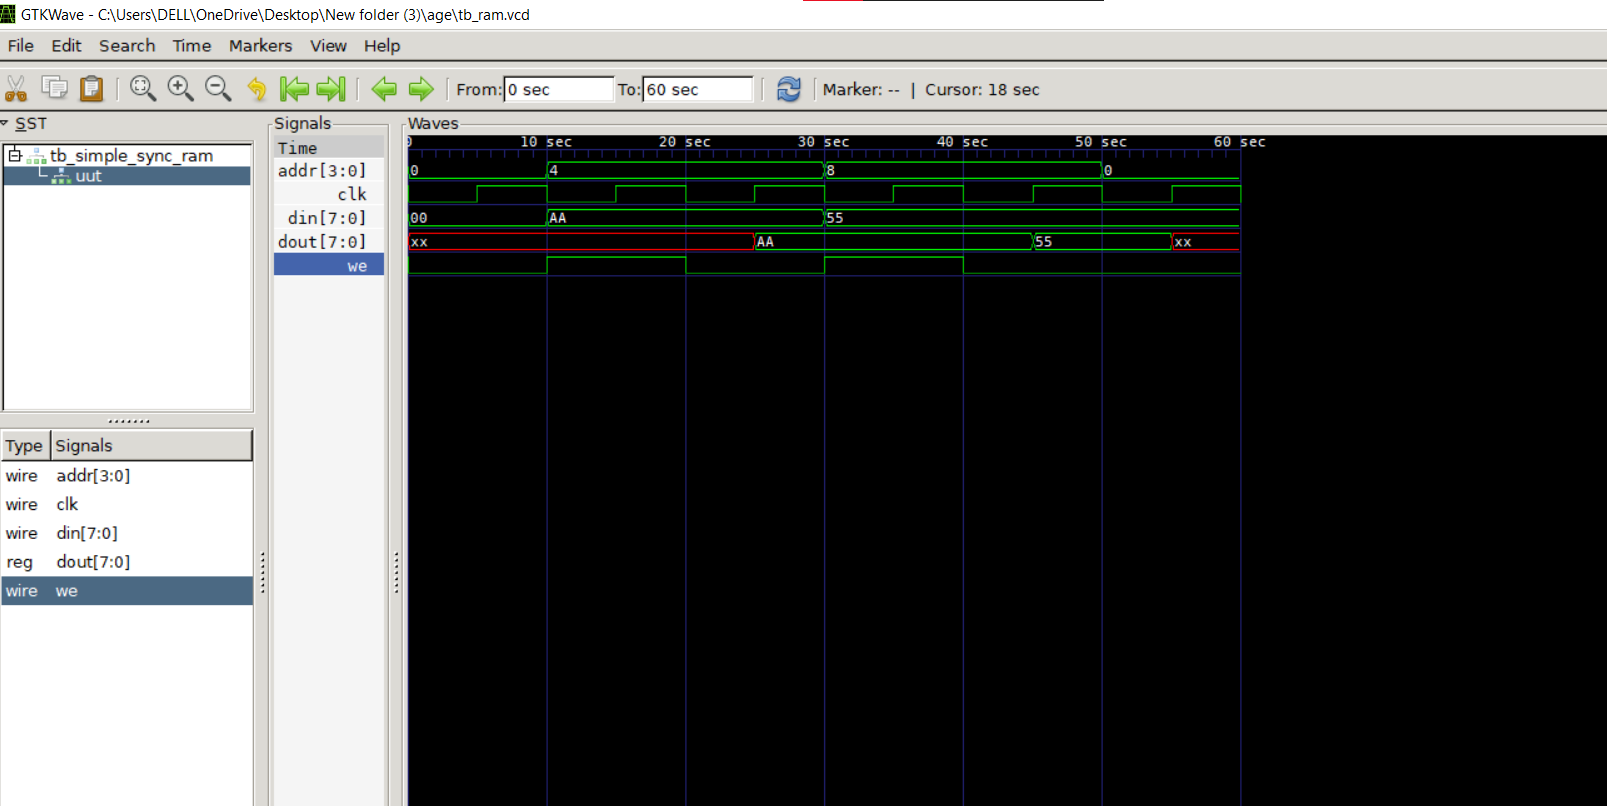 GTKWave - C:\Users\DELL\OneDrive\Desktop\New folder (3)\age\tb_ram.vcd
File Edit Search Time Markers View Help
From: 0 sec To: 60 sec Marker: -- | Cursor: 18 sec
SST
tb_simple_sync_ram
uut
Type Signals
wire addr[3:0]
wire clk
wire din[7:0]
reg dout[7:0]
wire we
Signals
Time
addr[3:0]
clk
din[7:0]
dout[7:0]
we
Waves
0 10 sec 20 sec 30 sec 40 sec 50 sec 60 sec
0 4 8 0
00 AA 55
xx AA 55 xx